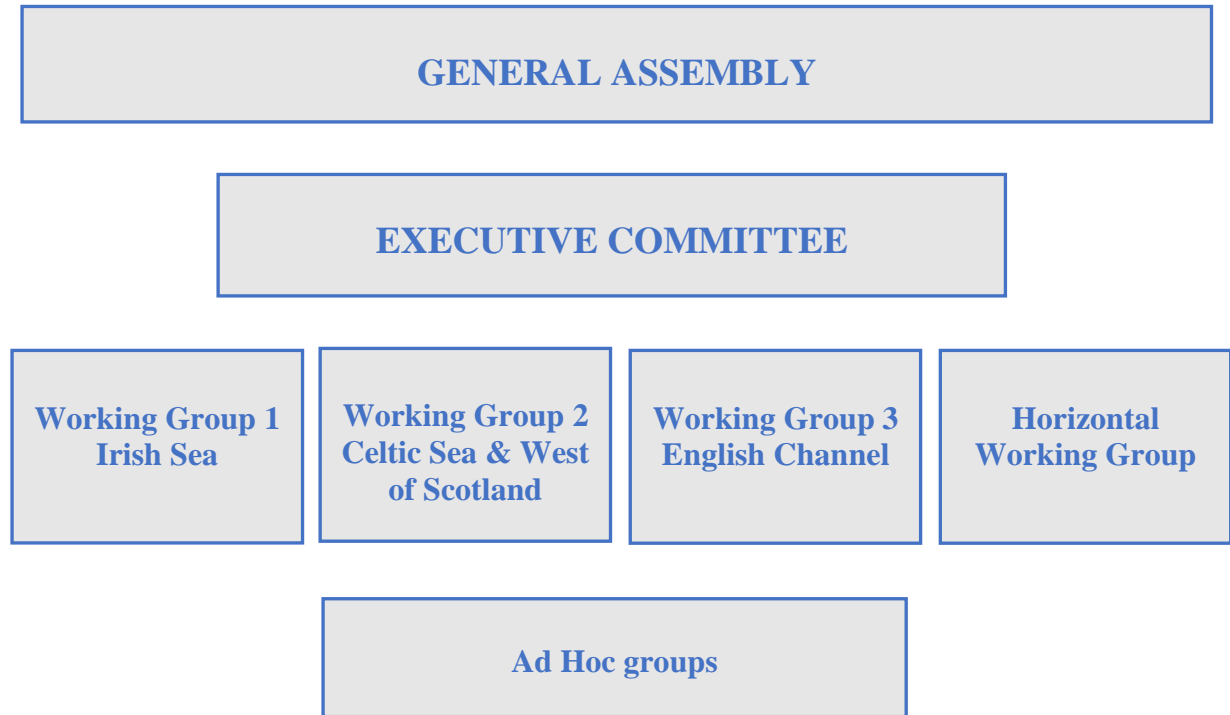 GENERAL ASSEMBLY
EXECUTIVE COMMITTEE
Working Group 1
Irish Sea
Working Group 2
Celtic Sea & West
of Scotland
Working Group 3
English Channel
Horizontal
Working Group
Ad Hoc groups